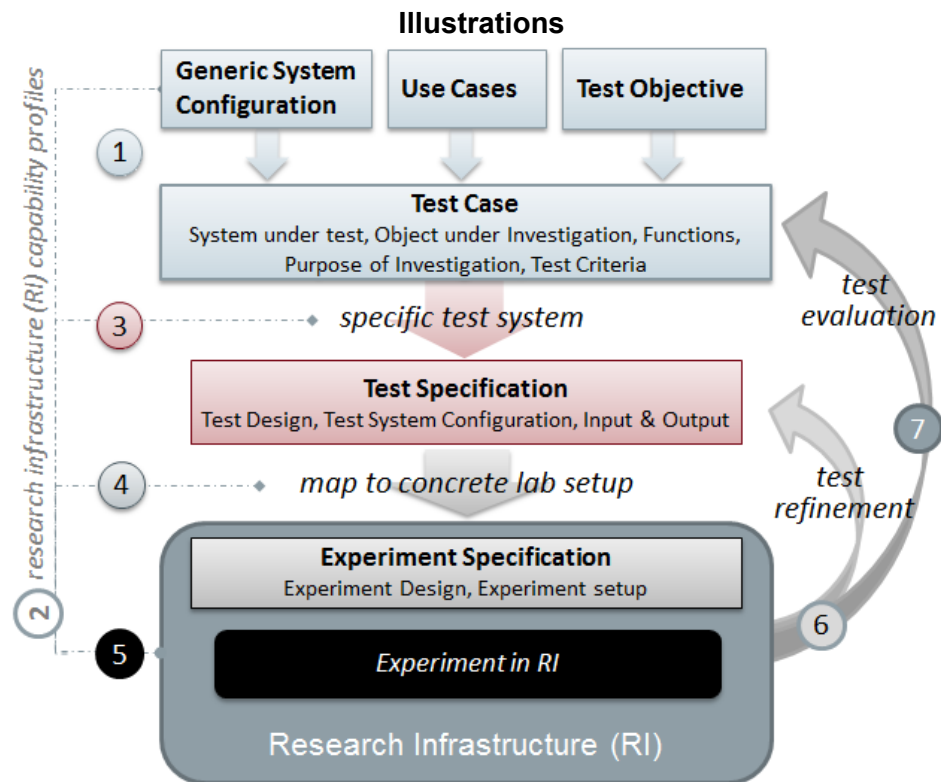 Illustrations
Generic System
Configuration
Use Cases
Test Objective
1
Test Case
System under test, Object under Investigation, Functions,
Purpose of Investigation, Test Criteria
research infrastructure (RI) capability profiles
2
3
specific test system
test
evaluation
Test Specification
Test Design, Test System Configuration, Input & Output
7
4
map to concrete lab setup
test
refinement
Experiment Specification
Experiment Design, Experiment setup
6
5
Experiment in RI
Research Infrastructure (RI)